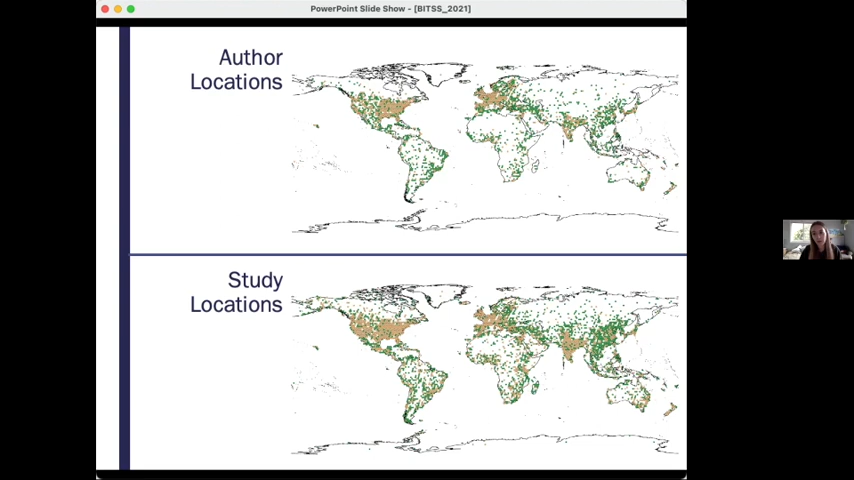 PowerPoint Slide Show - [BITSS_2021]
Author
Locations
Study
Locations